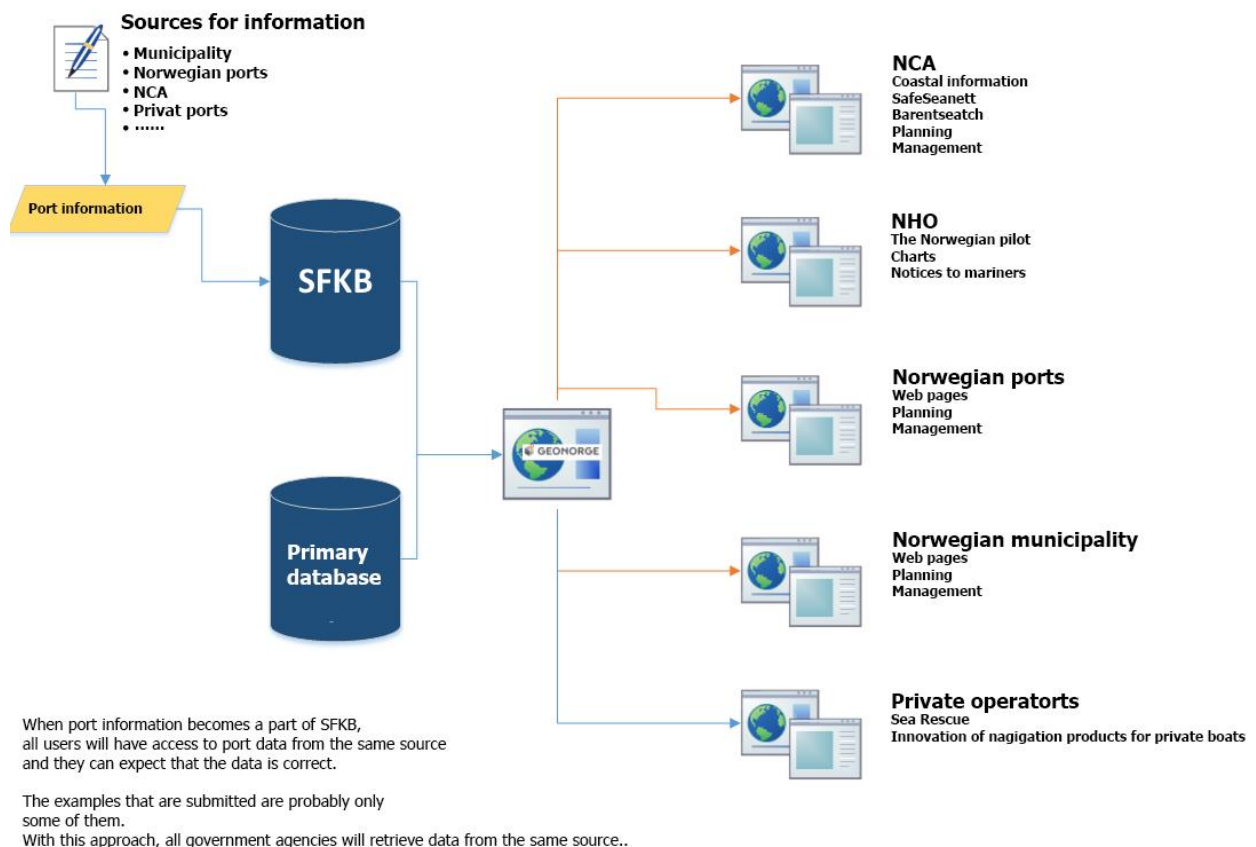 Sources for information
• Municipality
• Norwegian ports
• NCA
• Privat ports
• ······
Port information
SFKB
Primary
database
-
GEONORGE
NCA
Coastal information
SafeSeanett
Barentseatch
Planning
Management
NHO
The Norwegian pilot
Charts
Notices to mariners
Norwegian ports
Web pages
Planning
Management
Norwegian municipality
Web pages
Planning
Management
Private operatorts
Sea Rescue
Innovation of nagigation products for private boats
When port information becomes a part of SFKB,
all users will have access to port data from the same source
and they can expect that the data is correct.
The examples that are submitted are probably only
some of them.
With this approach, all government agencies will retrieve data from the same source..